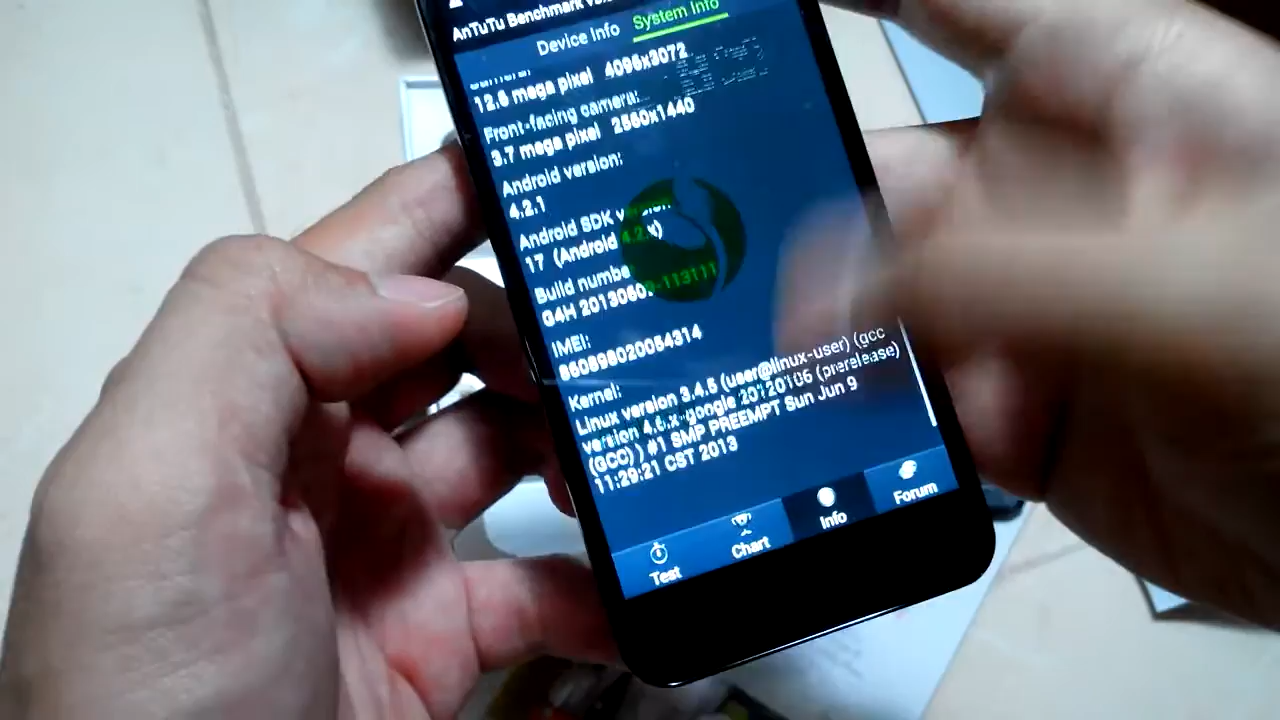 AnTuTu Benchmark
Device Info System Info
12.6 mega pixel 4096x3072
Front-facing camera:
3.7 mega pixel 2560x1440
Android version:
4.2.1
Android SDK version:
17 (Android 4.2.x)
Build number
G4H 20130609-113111
IMEI:
Kernel:
Linux version 3.4.5 (user@linux-user) (gcc
version 4.6.x-google 20120106 (prerelease)
(GCC) ) #1 SMP PREEMPT Sun Jun 9
11:29:21 CST 2013
Test Chart Info Forum